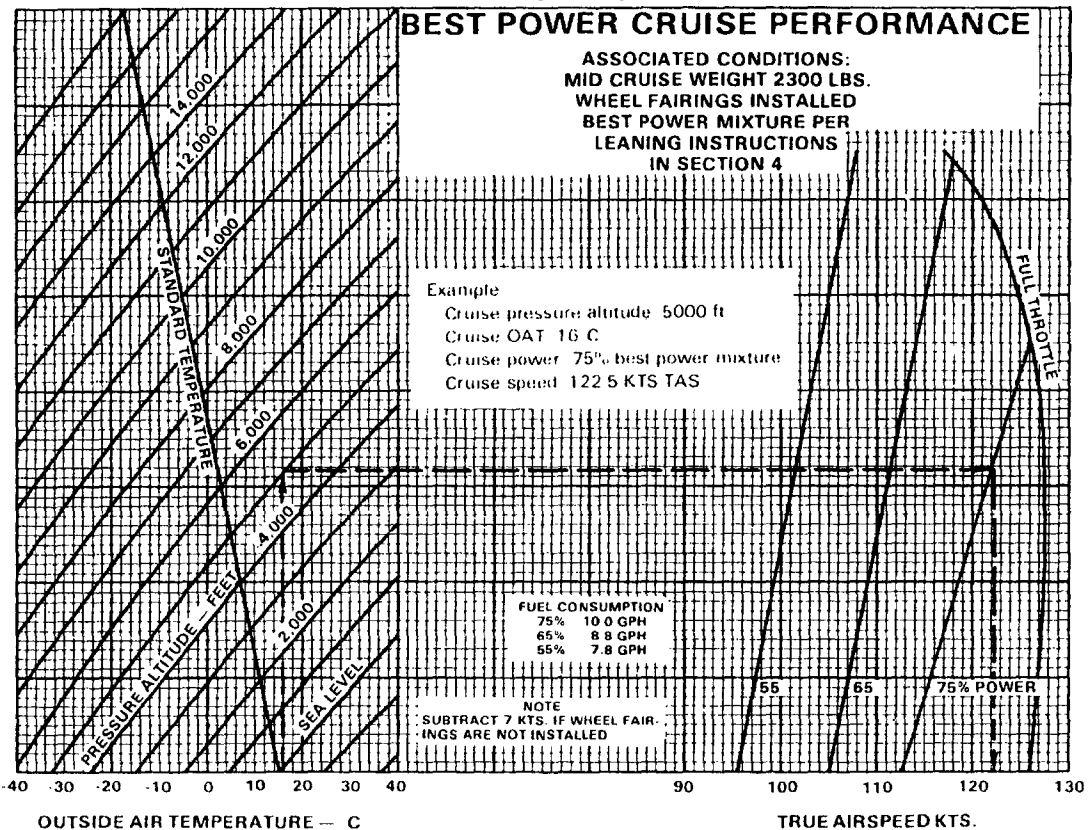 BEST POWER CRUISE PERFORMANCE
ASSOCIATED CONDITIONS:
MID CRUISE WEIGHT 2300 LBS.
WHEEL FAIRINGS INSTALLED
BEST POWER MIXTURE PER
LEANING INSTRUCTIONS
IN SECTION 4
14,000
12,000
10,000
8,000
6,000
4,000
2,000
SEA LEVEL
STANDARD TEMPERATURE
PRESSURE ALTITUDE — FEET
Example
Cruise pressure altitude 5000 ft
Cruise OAT 16 C
Cruise power 75% best power mixture
Cruise speed 122 5 KTS TAS
FULL THROTTLE
FUEL CONSUMPTION
75% 10 0 GPH
65% 8 8 GPH
55% 7.8 GPH
55
65
75% POWER
NOTE
SUBTRACT 7 KTS. IF WHEEL FAIR-
INGS ARE NOT INSTALLED
-40 -30 -20 -10 0 10 20 30 40
90 100 110 120 130
OUTSIDE AIR TEMPERATURE — C
TRUE AIRSPEED KTS.